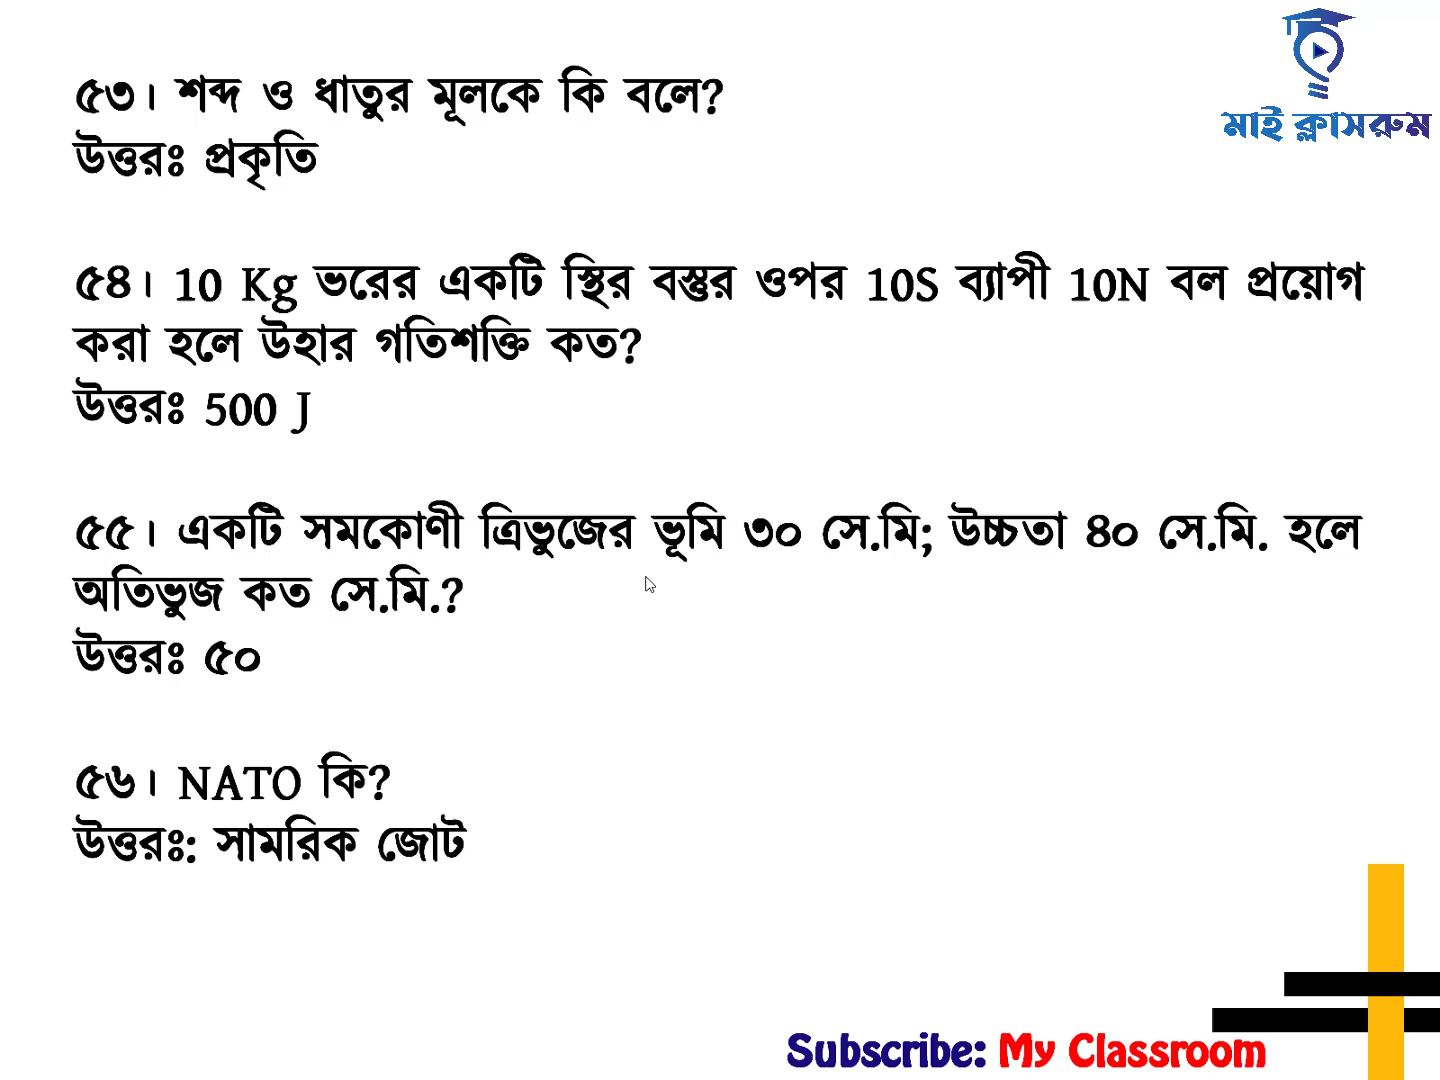 মাই ক্লাসরুম
৫৩। শব্দ ও ধাতুর মূলকে কি বলে?
উত্তরঃ প্রকৃতি
৫৪। 10 Kg ভরের একটি স্থির বস্তুর ওপর 10S ব্যাপী 10N বল প্রয়োগ
করা হলে উহার গতিশক্তি কত?
উত্তরঃ 500 J
৫৫। একটি সমকোণী ত্রিভুজের ভূমি ৩০ সে.মি; উচ্চতা ৪০ সে.মি. হলে
অতিভুজ কত সে.মি.?
উত্তরঃ ৫০
৫৬। NATO কি?
উত্তরঃ: সামরিক জোট
Subscribe: My Classroom